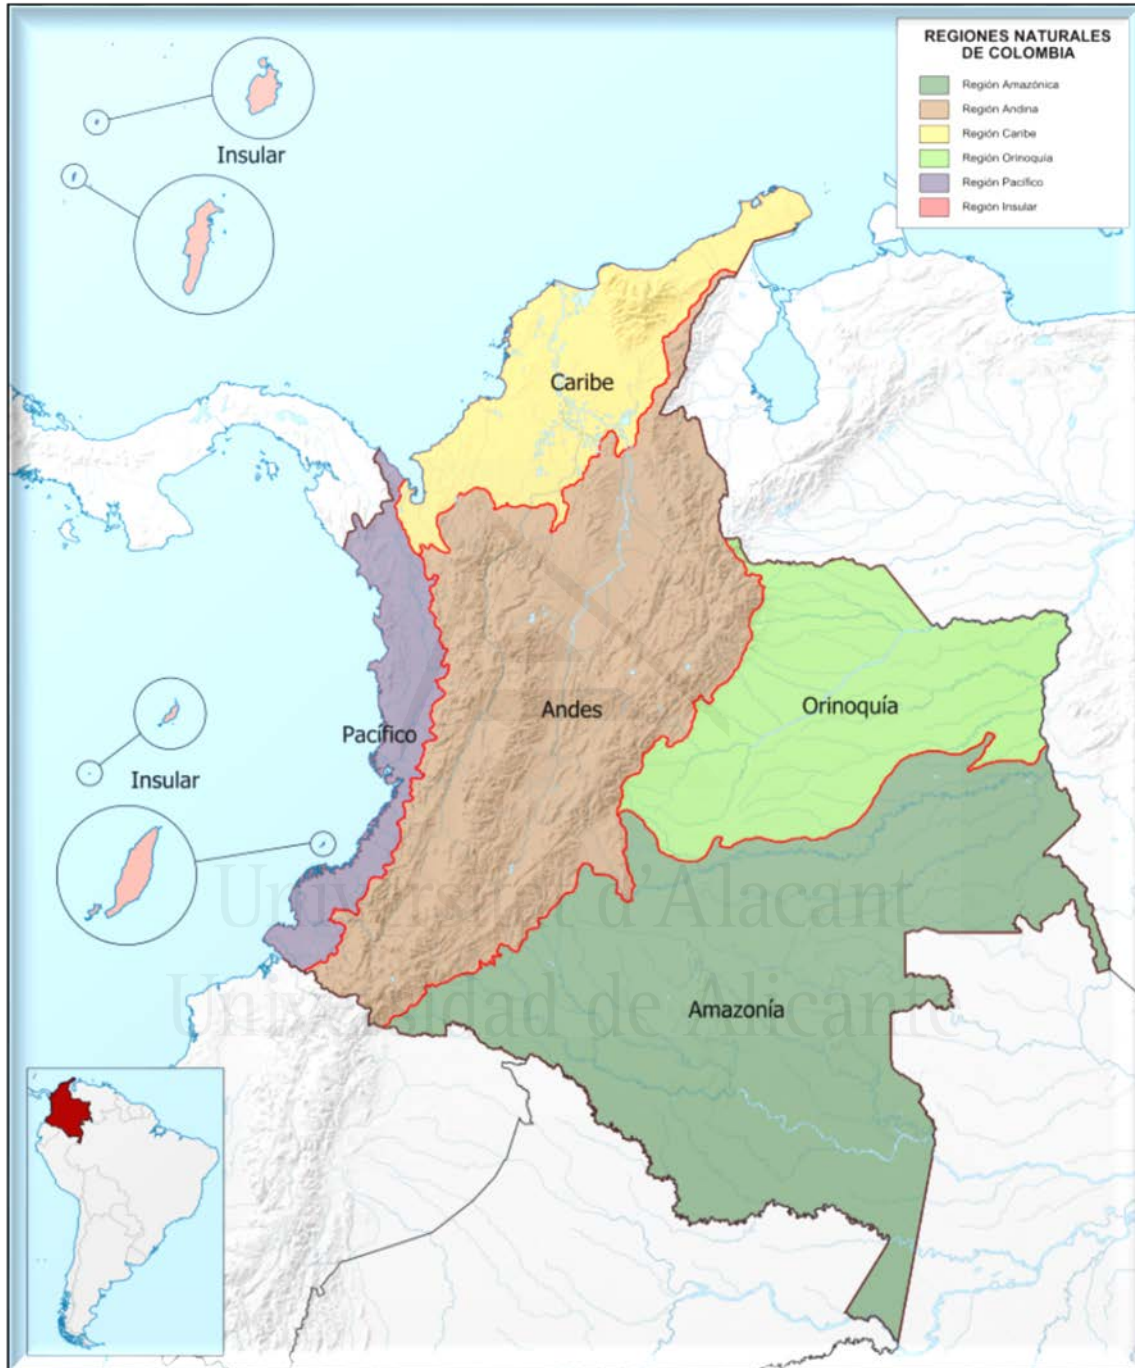 REGIONES NATURALES
DE COLOMBIA
Región Amazónica
Región Andina
Región Caribe
Región Orinoquía
Región Pacífico
Región Insular
Insular
Caribe
Andes
Orinoquía
Pacífico
Insular
Universitat d'Alacant
Universidad de Alicante
Amazonía